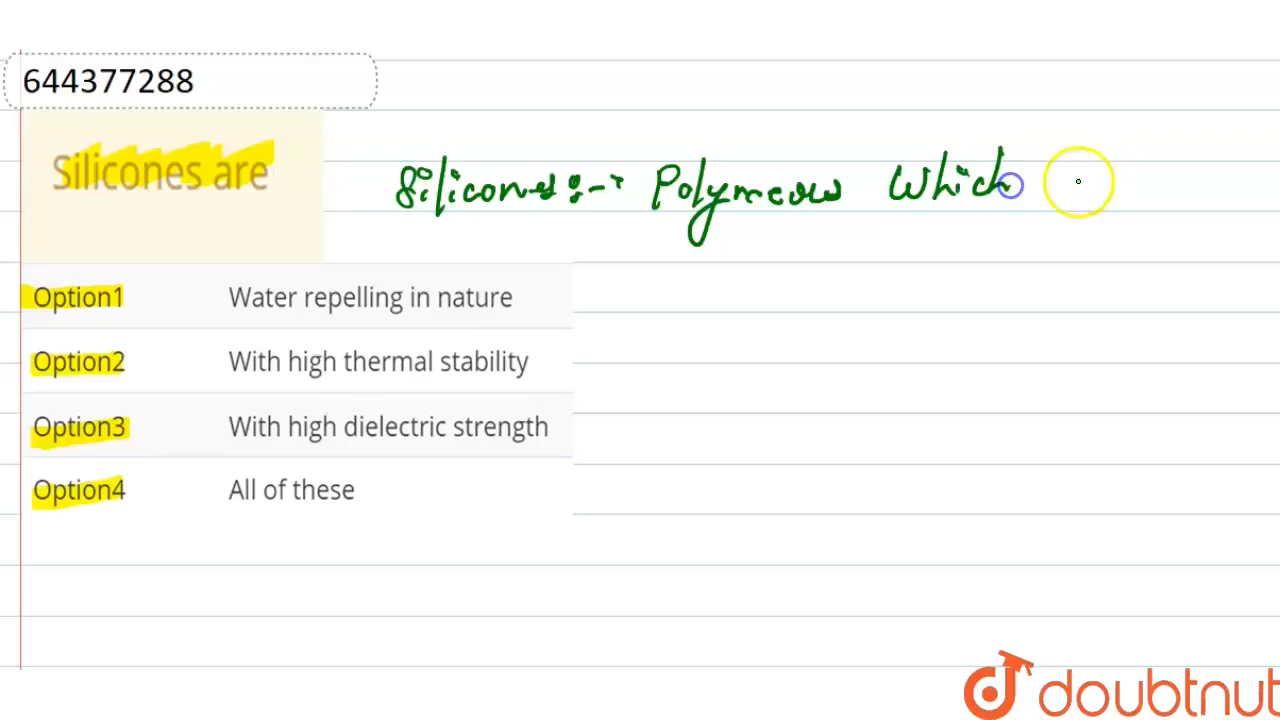 644377288
Silicones are
Silicones :- Polymers Which
Option1 Water repelling in nature
Option2 With high thermal stability
Option3 With high dielectric strength
Option4 All of these
doubtnut